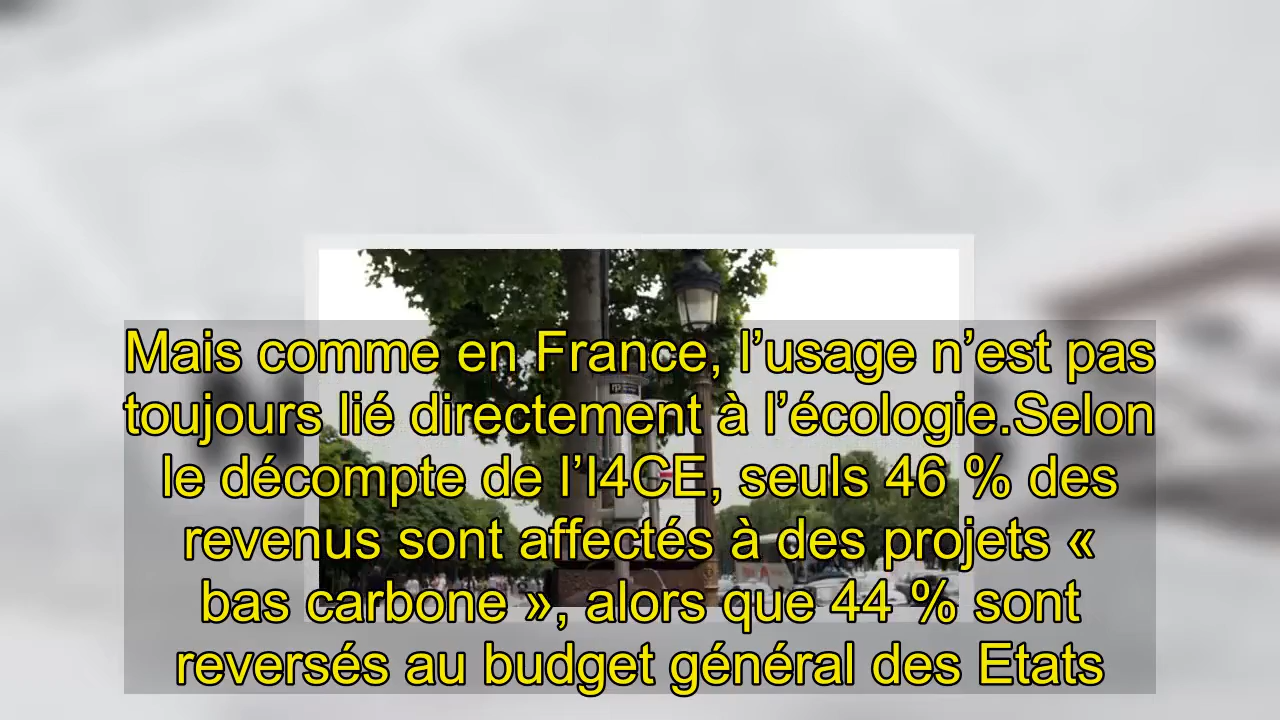 Mais comme en France, l’usage n’est pas
toujours lié directement à l’écologie.Selon
le décompte de l’I4CE, seuls 46 % des
revenus sont affectés à des projets «
bas carbone », alors que 44 % sont
reversés au budget général des Etats